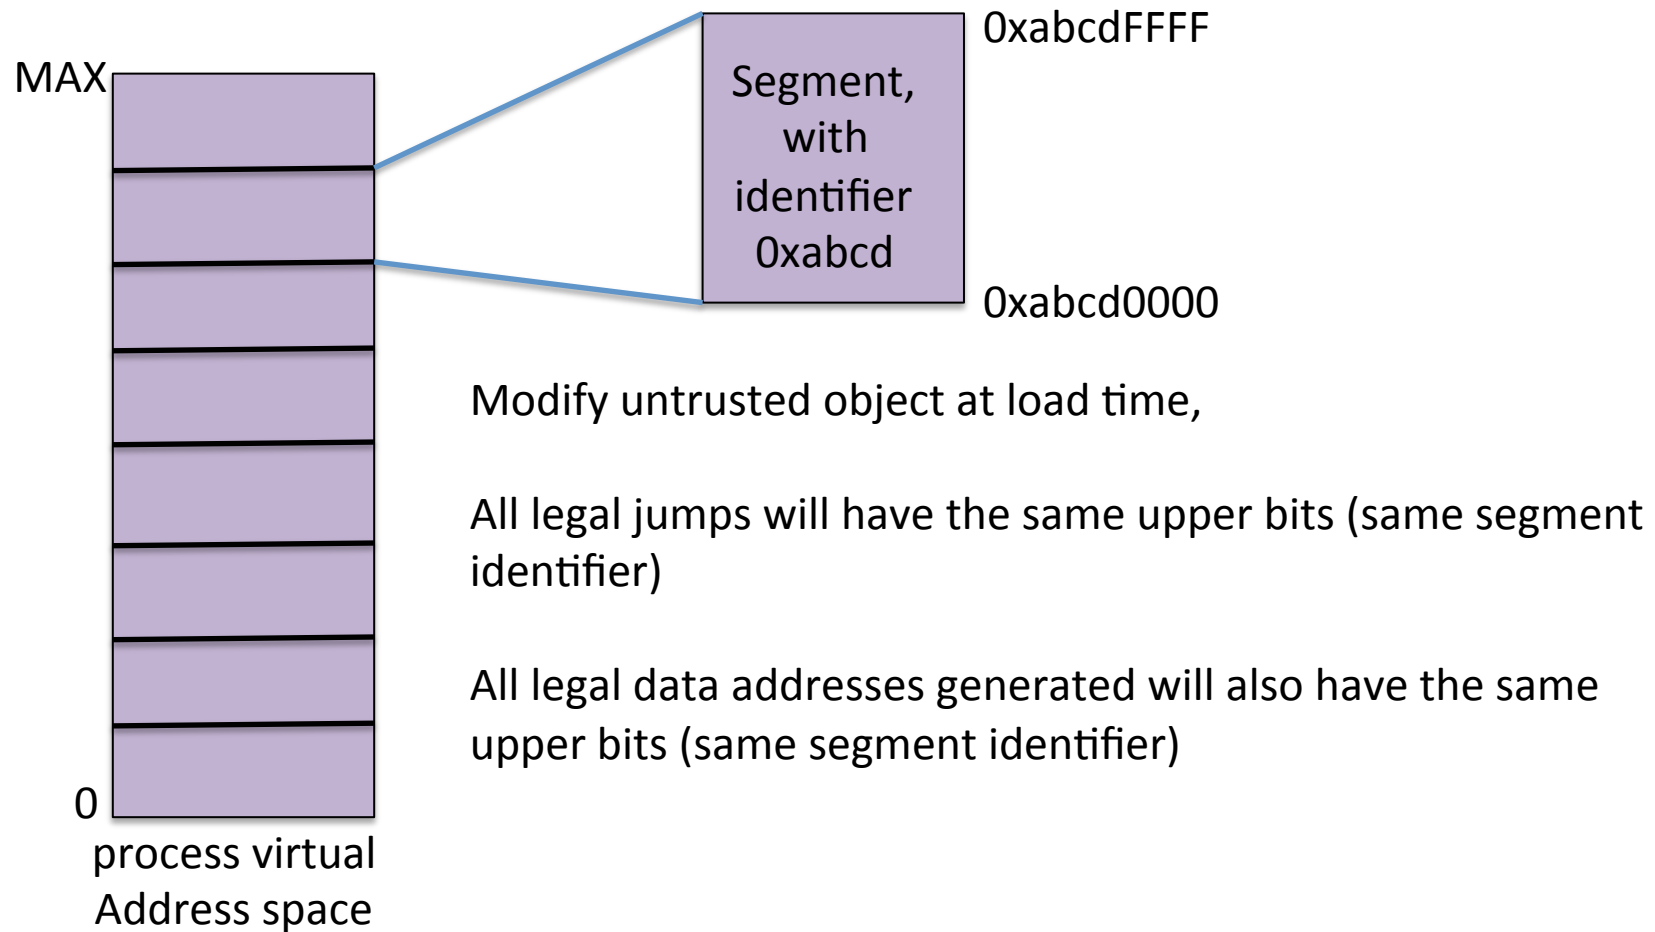 0xabcdFFFF
MAX
Segment,
with
identifier
0xabcd
0xabcd0000
Modify untrusted object at load time,
All legal jumps will have the same upper bits (same segment
identifier)
All legal data addresses generated will also have the same
upper bits (same segment identifier)
0
process virtual
Address space